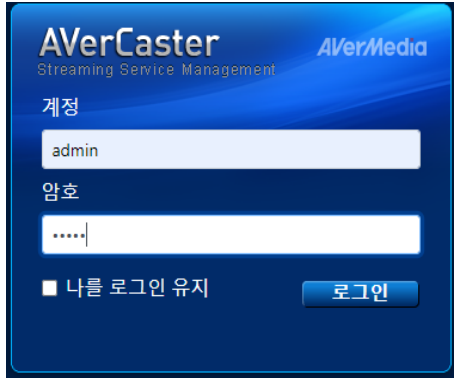 AVerCaster
AVerMedia
Streaming Service Management
계정
admin
암호
•••••
나를 로그인 유지
로그인